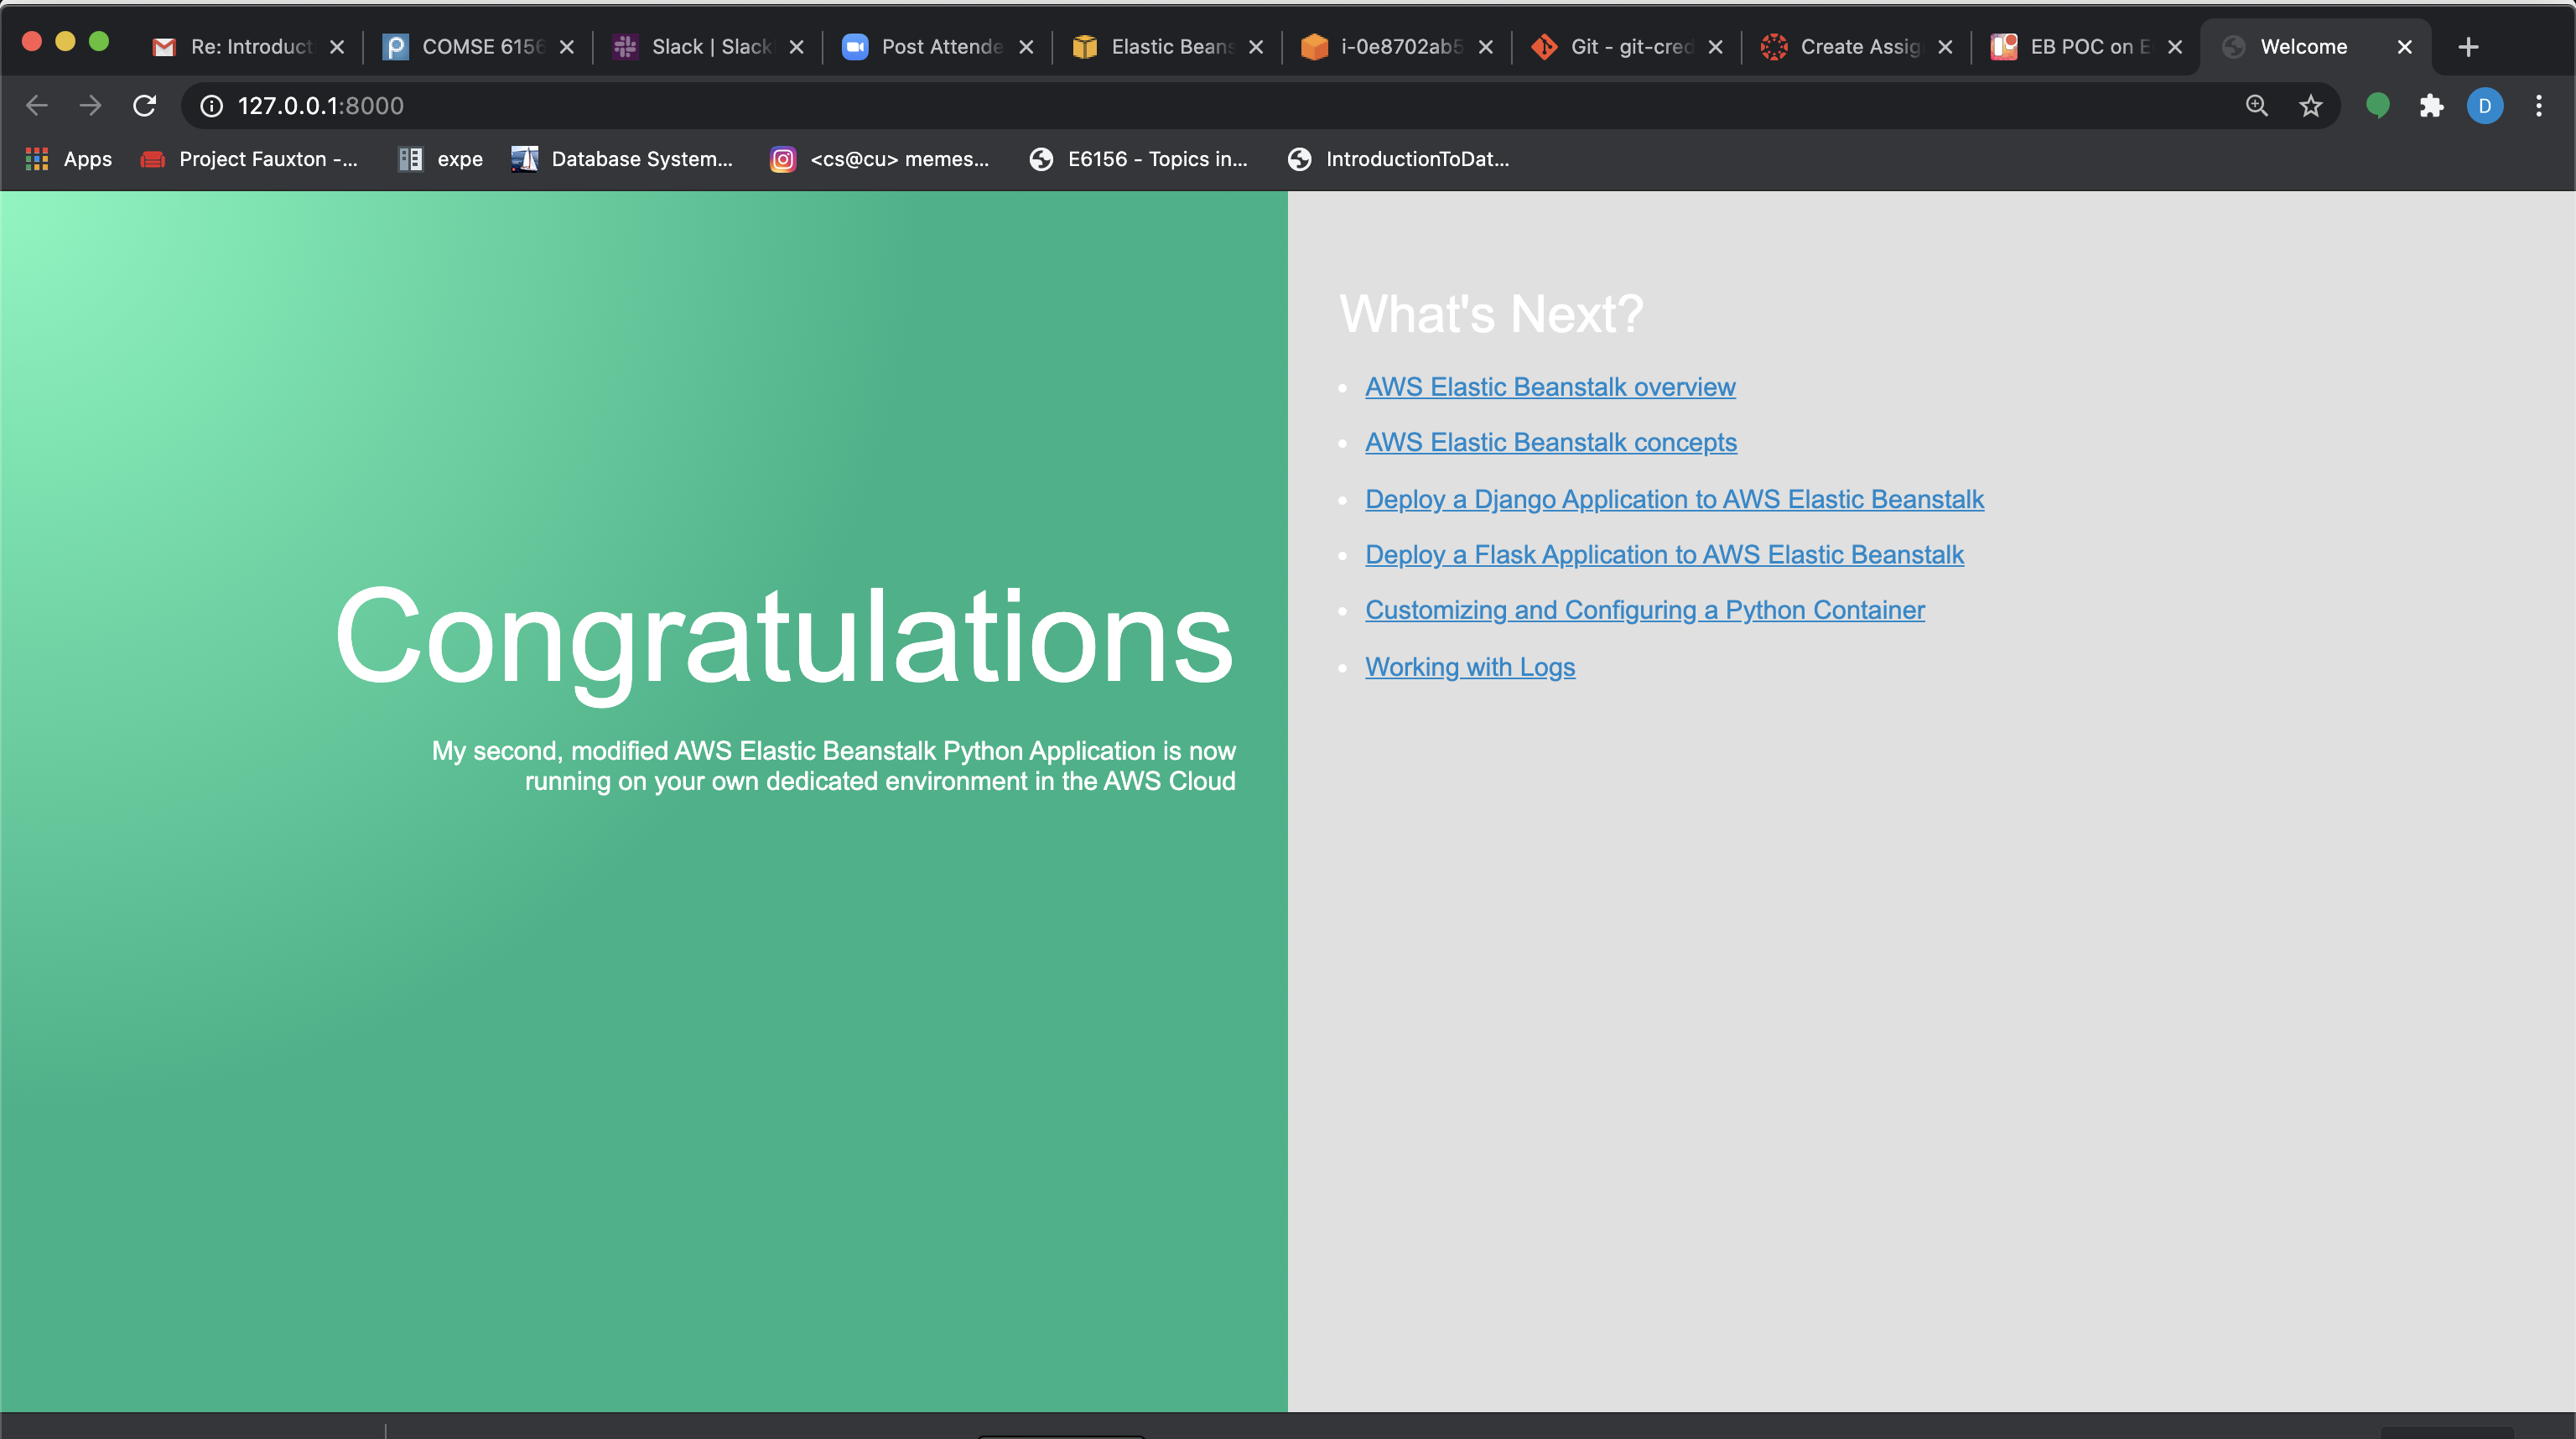 Re: Introduct
COMSE 6156
Slack | Slack
Post Attende
Elastic Beans
i-0e8702ab5
Git - git-cred
Create Assig
EB POC on E
Welcome
127.0.0.1:8000
D
Apps
Project Fauxton -...
expe
Database System...
<cs@cu> memes...
E6156 - Topics in...
IntroductionToDat...
Congratulations
My second, modified AWS Elastic Beanstalk Python Application is now
running on your own dedicated environment in the AWS Cloud
What's Next?
AWS Elastic Beanstalk overview
AWS Elastic Beanstalk concepts
Deploy a Django Application to AWS Elastic Beanstalk
Deploy a Flask Application to AWS Elastic Beanstalk
Customizing and Configuring a Python Container
Working with Logs